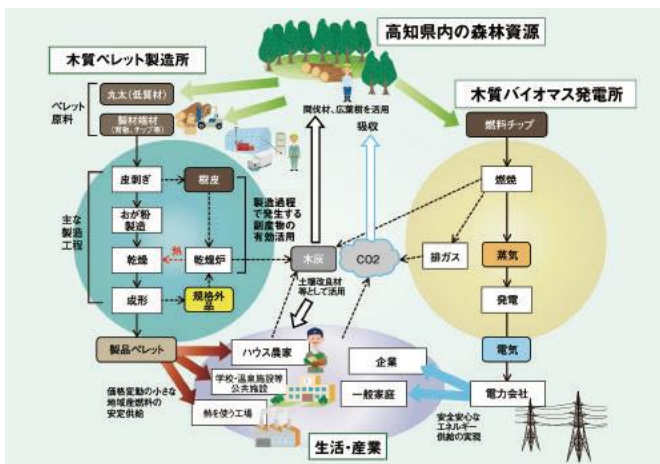 高知県内の森林資源
木質ペレット製造所
木質バイオマス発電所
丸太(低質材)
ペレット
原料
製材端材
間伐材、広葉樹を活用
吸収
燃料チップ
皮剥ぎ
樹皮
製造過程
で発生する
副産物の
有効活用
燃焼
主な
製造
工程
おが粉
製造
乾燥
熱
乾燥炉
木灰
CO2
排ガス
蒸気
土壌改良材
等として活用
成形
規格外
品
発電
製品ペレット
ハウス農家
企業
電気
学校・温泉施設等
公共施設
一般家庭
電力会社
価格変動の小さな
地域産燃料の
安定供給
熱を使う工場
安全安心な
エネルギー
供給の実現
生活・産業